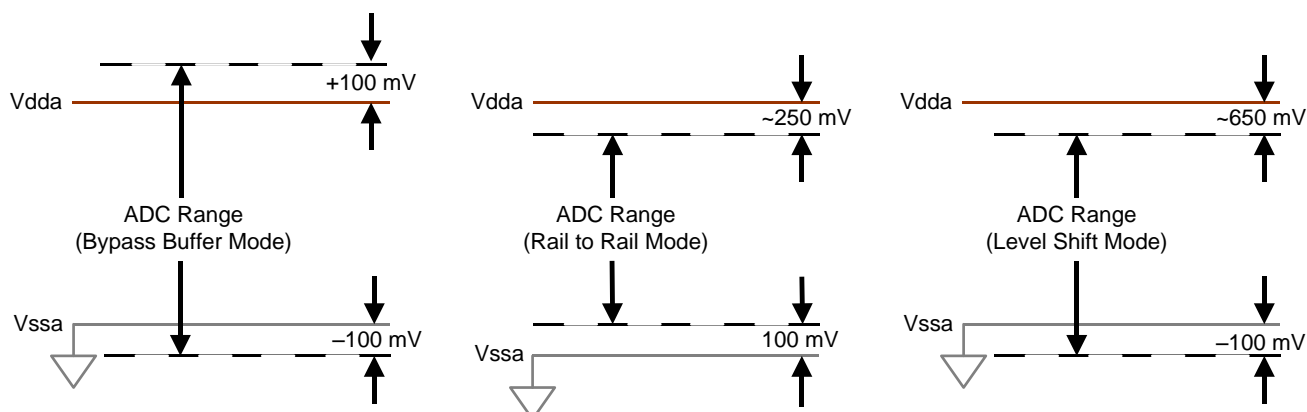 +100 mV
Vdda
ADC Range
(Bypass Buffer Mode)
Vssa
–100 mV
Vdda
~250 mV
ADC Range
(Rail to Rail Mode)
100 mV
Vssa
Vdda
~650 mV
ADC Range
(Level Shift Mode)
Vssa
–100 mV